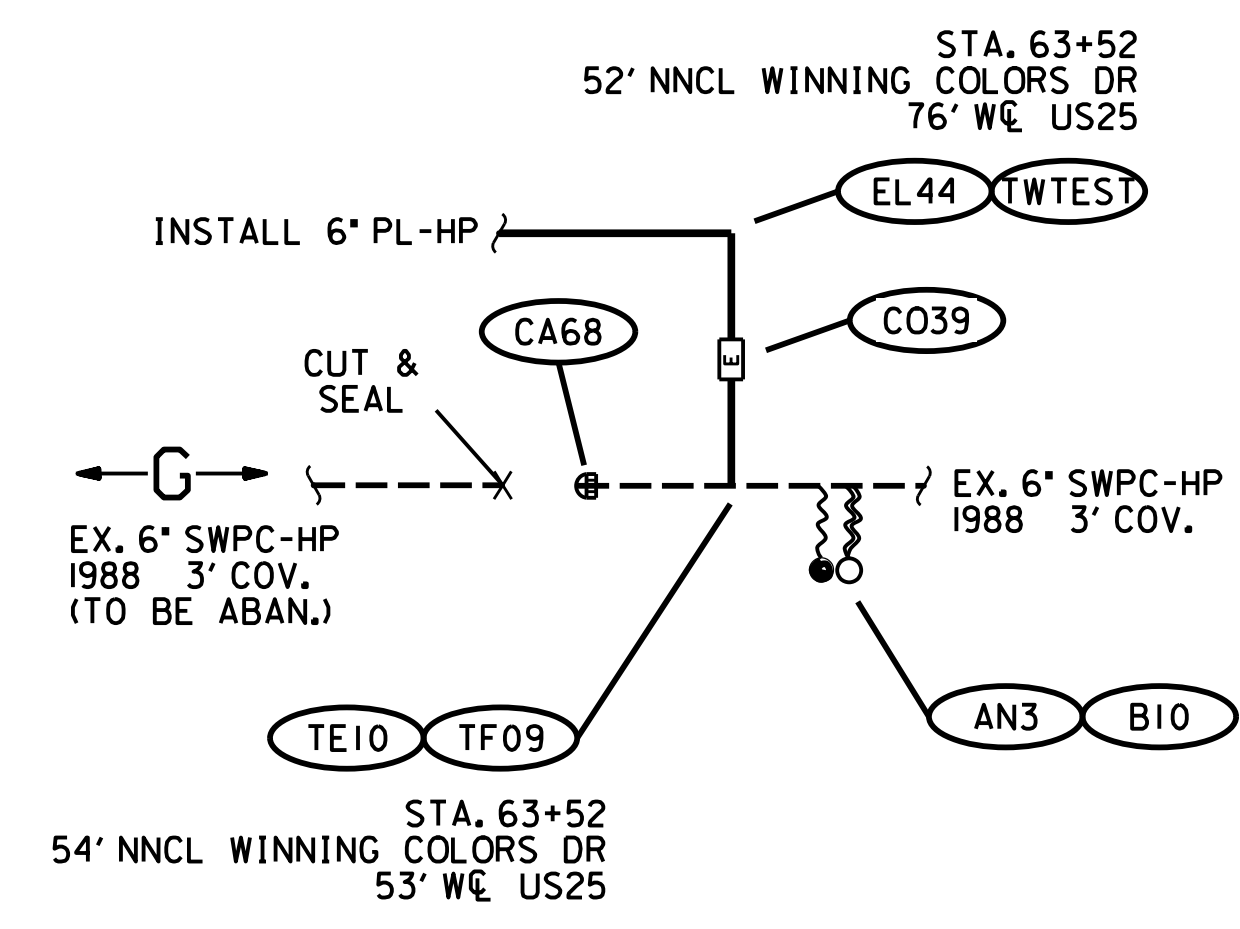 STA. 63+52
52' NNCL WINNING COLORS DR
76' W℄ US25
EL44 TWTEST
INSTALL 6" PL-HP
CO39
CA68
E
CUT &
SEAL
G
EX. 6" SWPC-HP
1988 3' COV.
EX. 6" SWPC-HP
1988 3' COV.
(TO BE ABAN.)
AN3 B10
TE10 TF09
STA. 63+52
54' NNCL WINNING COLORS DR
53' W℄ US25